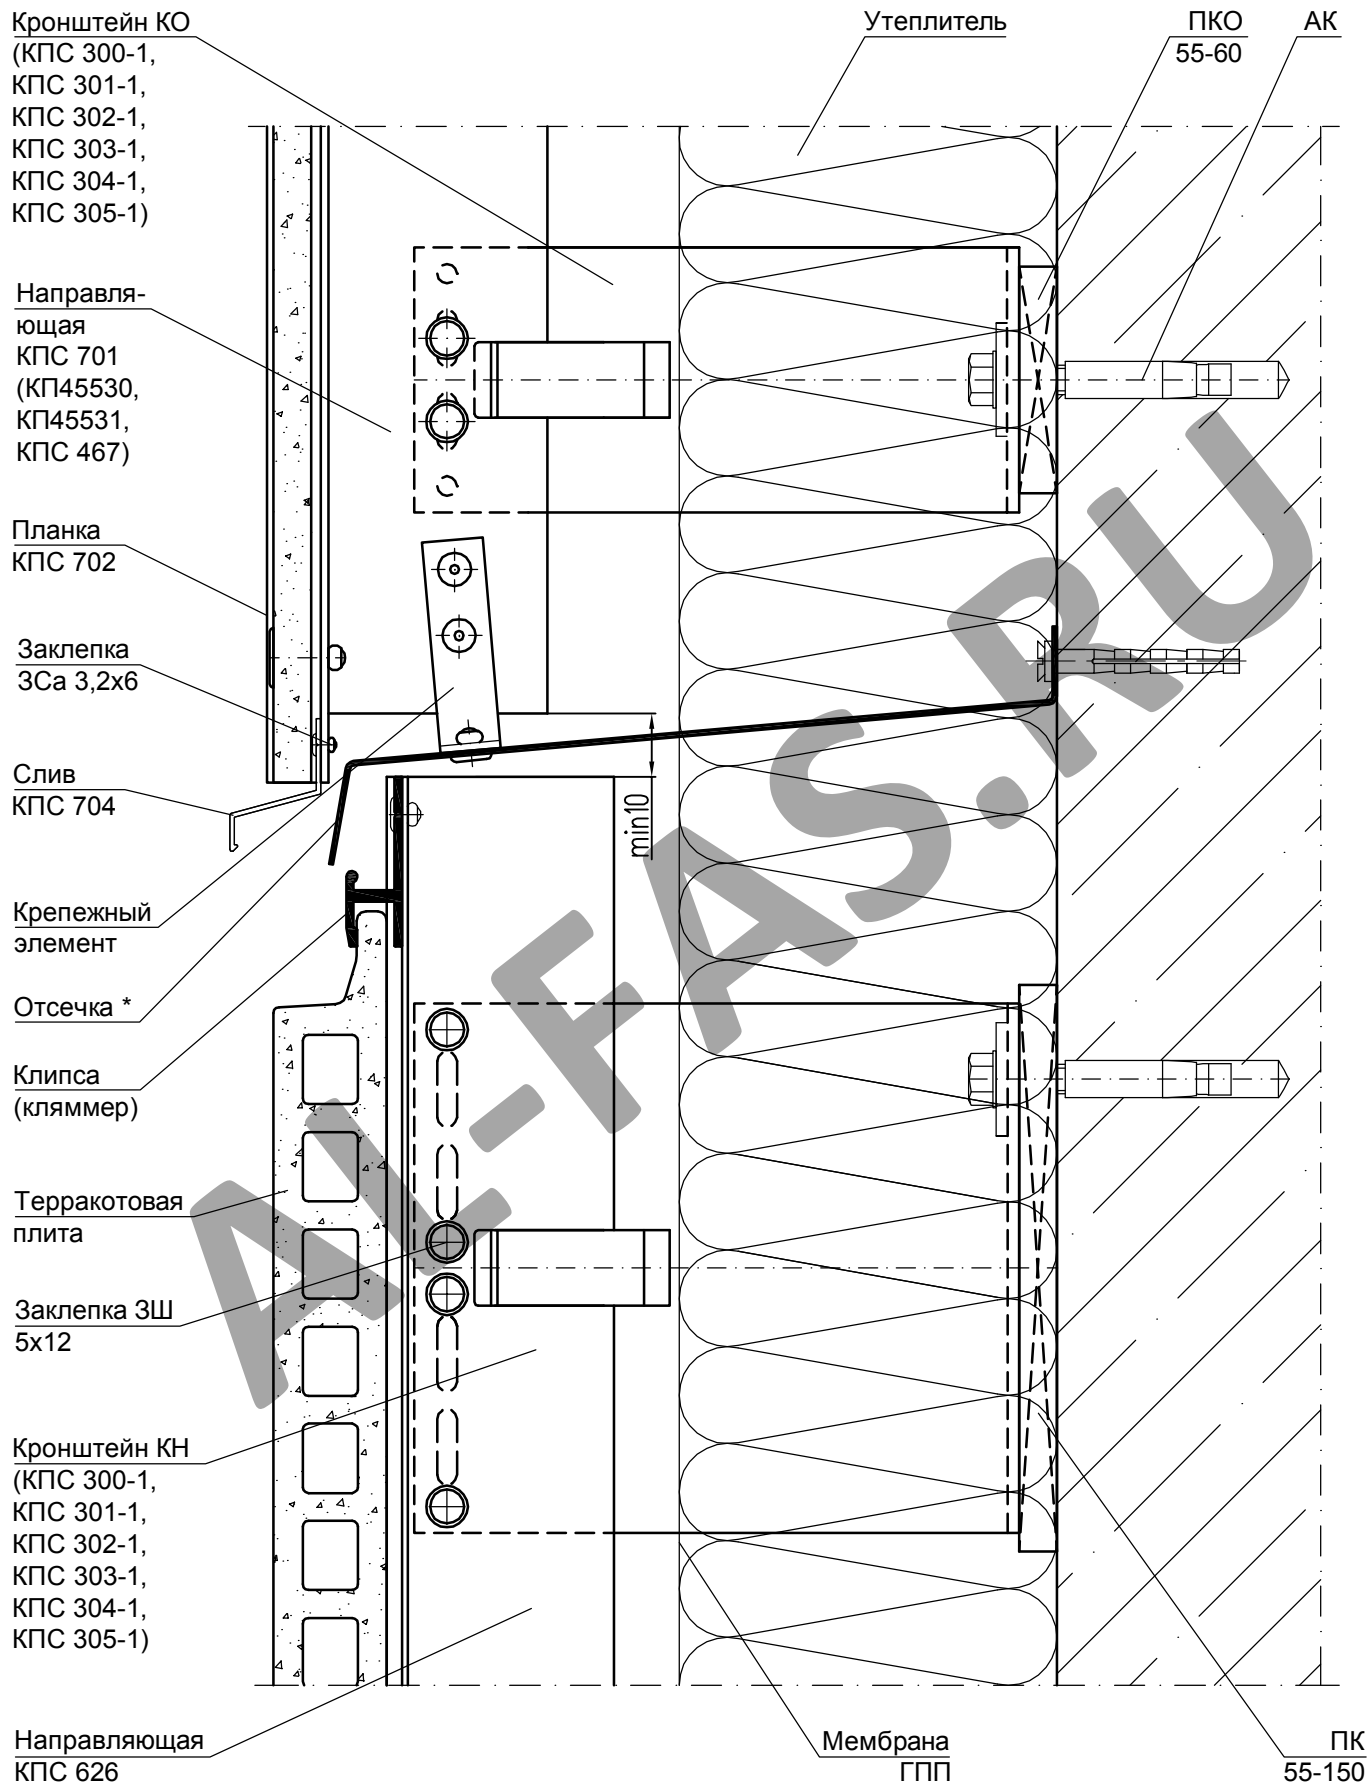 Кронштейн КО
(КПС 300-1,
КПС 301-1,
КПС 302-1,
КПС 303-1,
КПС 304-1,
КПС 305-1)
Утеплитель
ПКО
55-60
АК
Направля-
ющая
КПС 701
(КП45530,
КП45531,
КПС 467)
Планка
КПС 702
Заклепка
ЗСа 3,2х6
Слив
КПС 704
min10
Крепежный
элемент
Отсечка *
Клипса
(кляммер)
Терракотовая
плита
Заклепка ЗШ
5х12
Кронштейн КН
(КПС 300-1,
КПС 301-1,
КПС 302-1,
КПС 303-1,
КПС 304-1,
КПС 305-1)
Направляющая
КПС 626
Мембрана
ГПП
ПК
55-150
AL-FAS.RU